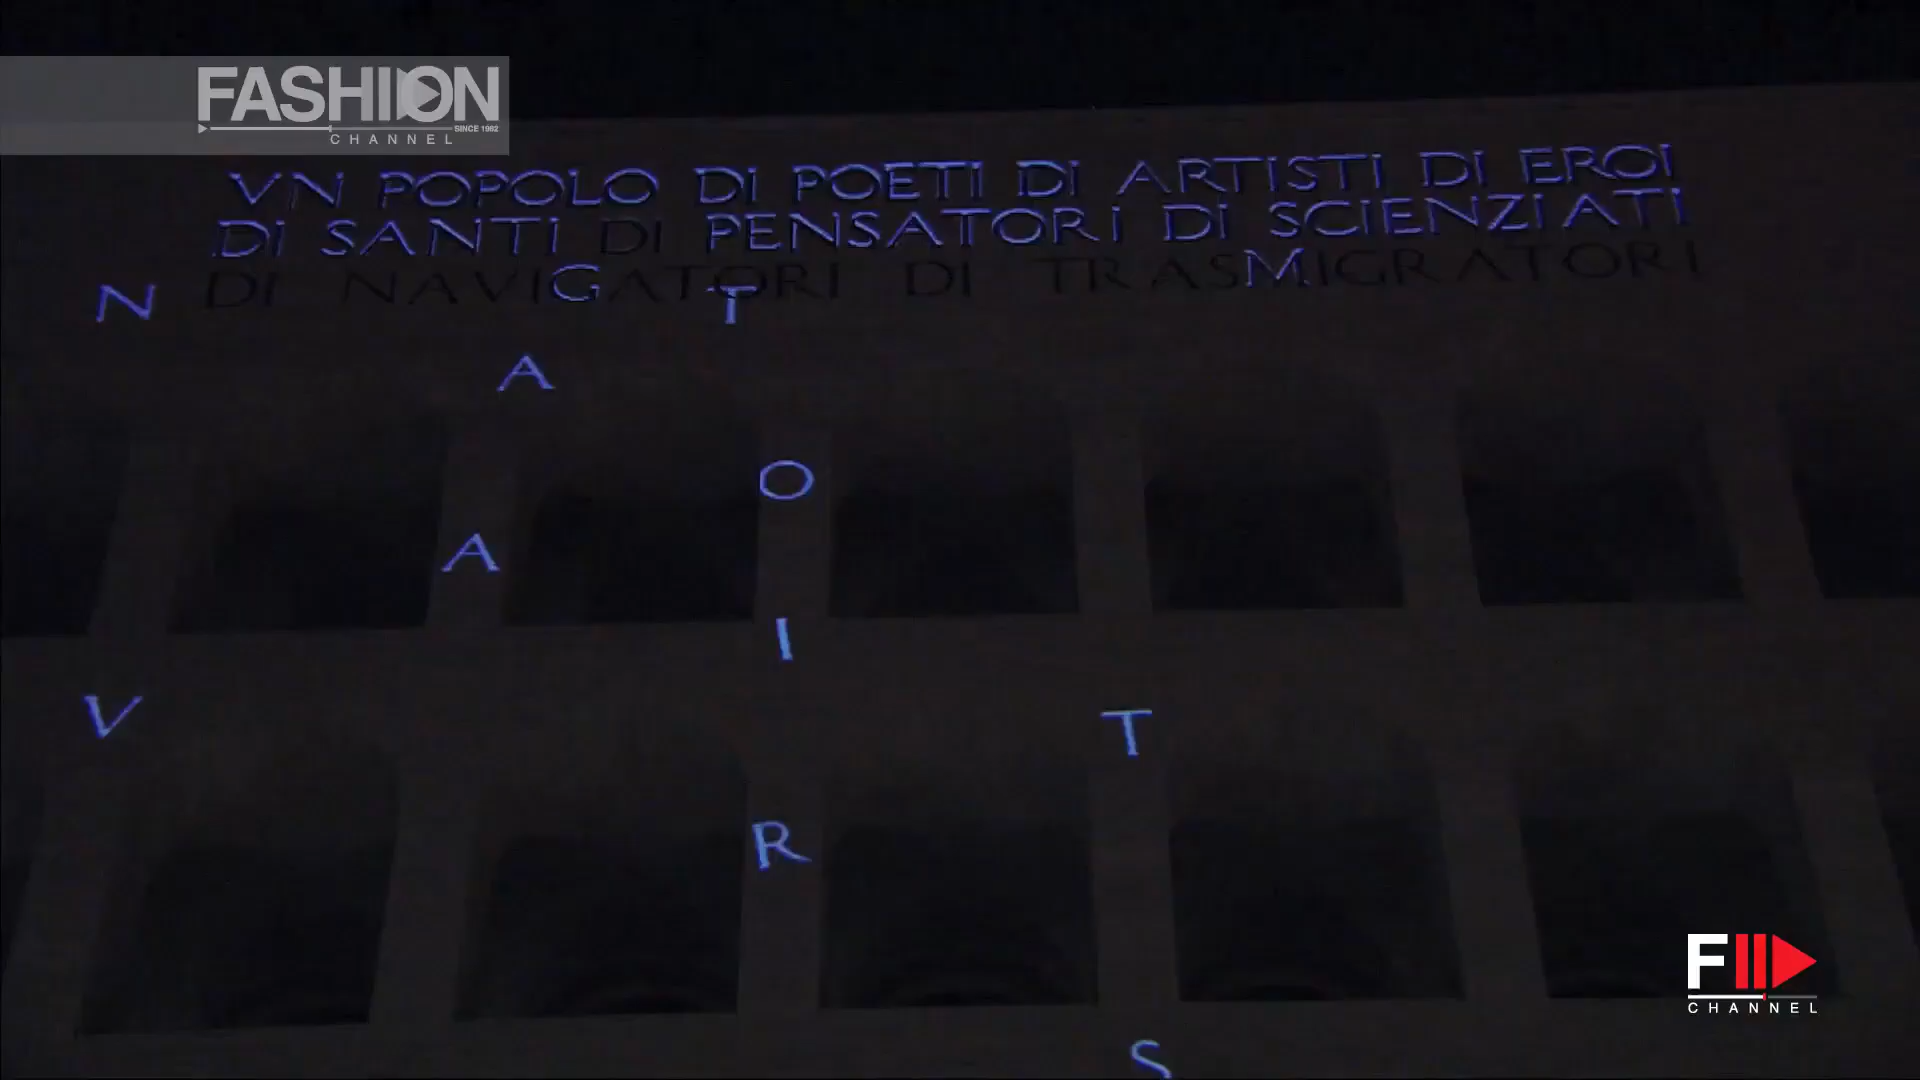 FASHION
SINCE 1982
CHANNEL
VN POPOLO DI POETI DI ARTISTI DI EROI
DI SANTI DI PENSATORI DI SCIENZIATI
DI NAVIGATORI DI TRASMIGRATORI
N
G
T
M
A
O
A
I
V
T
R
S
F
CHANNEL